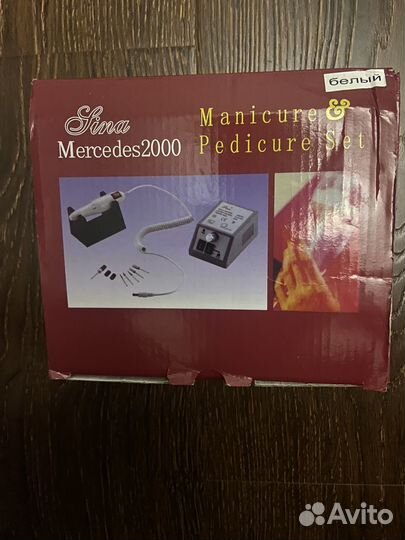 белый
Sina
Mercedes2000
Manicure &
Pedicure Set
Avito